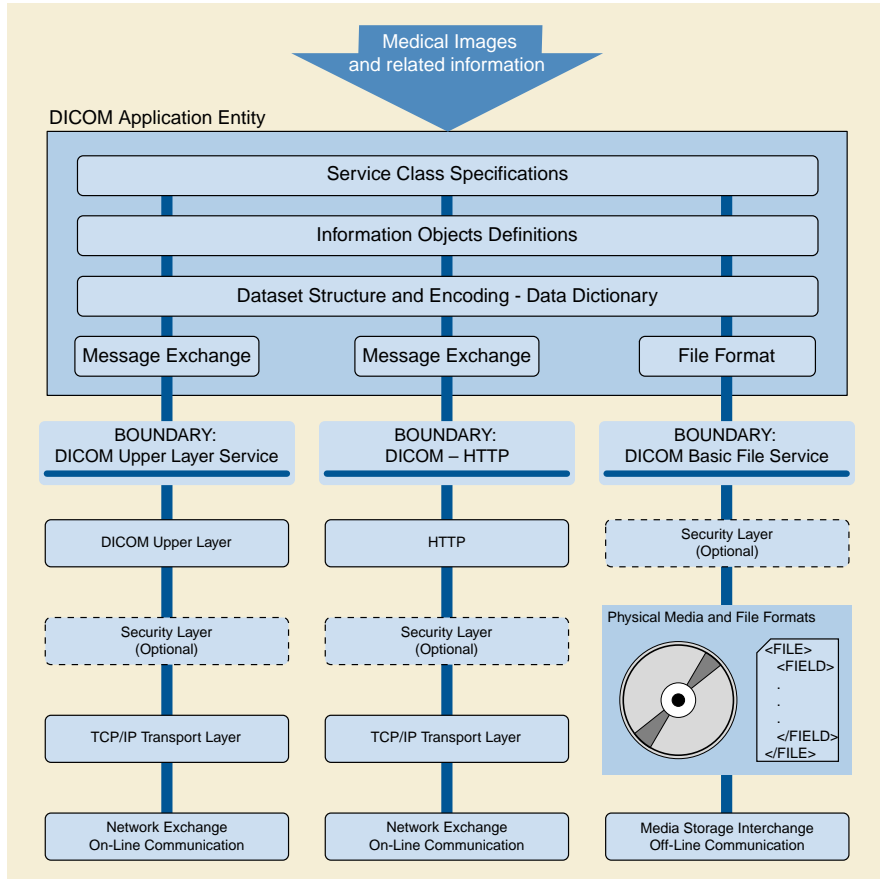 Medical Images
and related information
DICOM Application Entity
Service Class Specifications
Information Objects Definitions
Dataset Structure and Encoding - Data Dictionary
Message Exchange
Message Exchange
File Format
BOUNDARY:
DICOM Upper Layer Service
BOUNDARY:
DICOM – HTTP
BOUNDARY:
DICOM Basic File Service
DICOM Upper Layer
HTTP
Security Layer
(Optional)
Security Layer
(Optional)
Security Layer
(Optional)
Physical Media and File Formats
<FILE>
<FIELD>
.
.
.
</FIELD>
</FILE>
TCP/IP Transport Layer
TCP/IP Transport Layer
Network Exchange
On-Line Communication
Network Exchange
On-Line Communication
Media Storage Interchange
Off-Line Communication